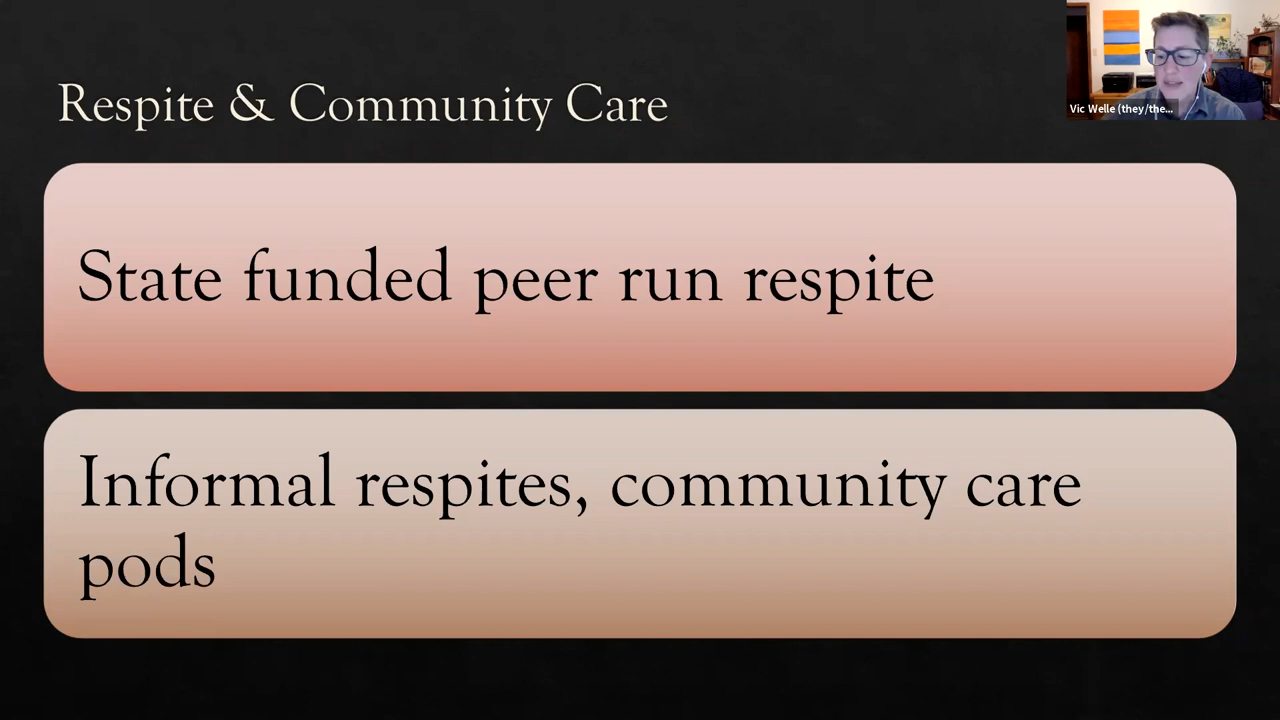 Respite & Community Care
Vic Welle (they/the...
State funded peer run respite
Informal respites, community care
pods